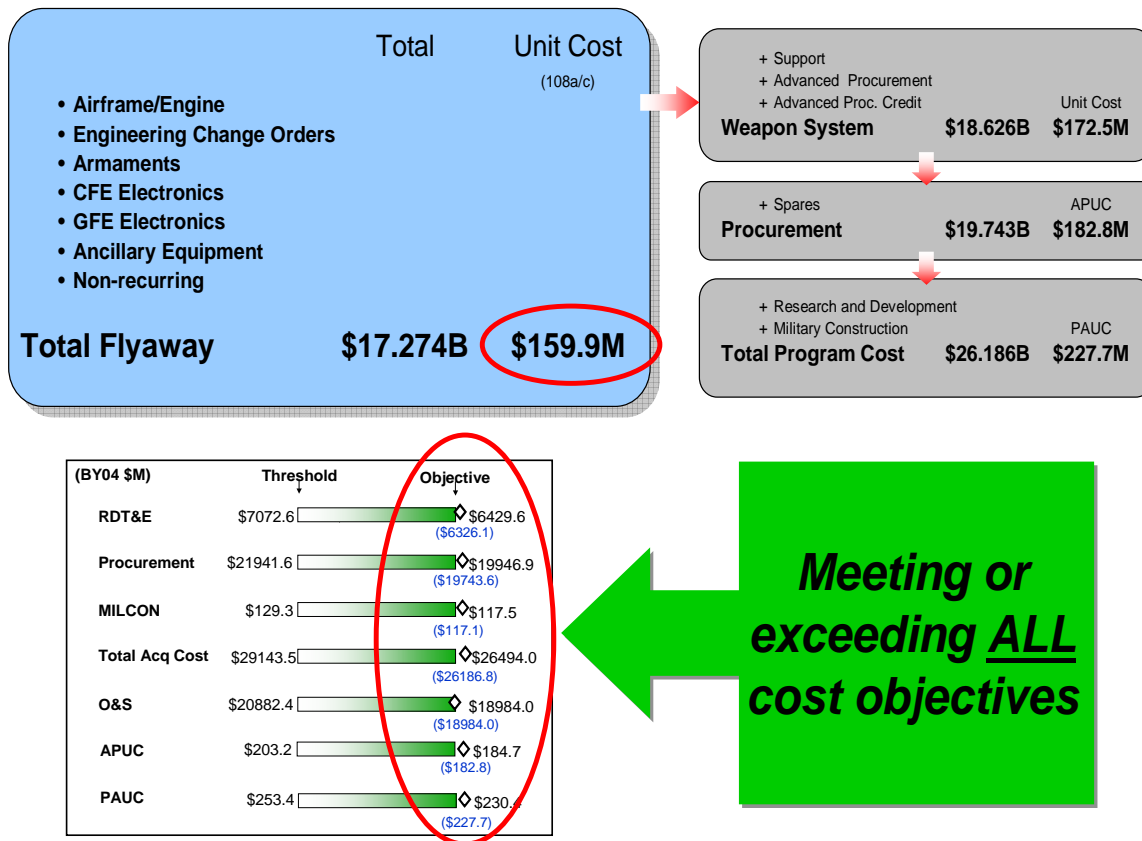 Total Unit Cost
(108a/c)
• Airframe/Engine
• Engineering Change Orders
• Armaments
• CFE Electronics
• GFE Electronics
• Ancillary Equipment
• Non-recurring
Total Flyaway $17.274B $159.9M
+ Support
+ Advanced Procurement
+ Advanced Proc. Credit Unit Cost
Weapon System $18.626B $172.5M
+ Spares APUC
Procurement $19.743B $182.8M
+ Research and Development
+ Military Construction PAUC
Total Program Cost $26.186B $227.7M
(BY04 $M) Threshold Objective
RDT&E $7072.6 $6429.6
($6326.1)
Procurement $21941.6 $19946.9
($19743.6)
MILCON $129.3 $117.5
($117.1)
Total Acq Cost $29143.5 $26494.0
($26186.8)
O&S $20882.4 $18984.0
($18984.0)
APUC $203.2 $184.7
($182.8)
PAUC $253.4 $230.4
($227.7)
Meeting or
exceeding ALL
cost objectives